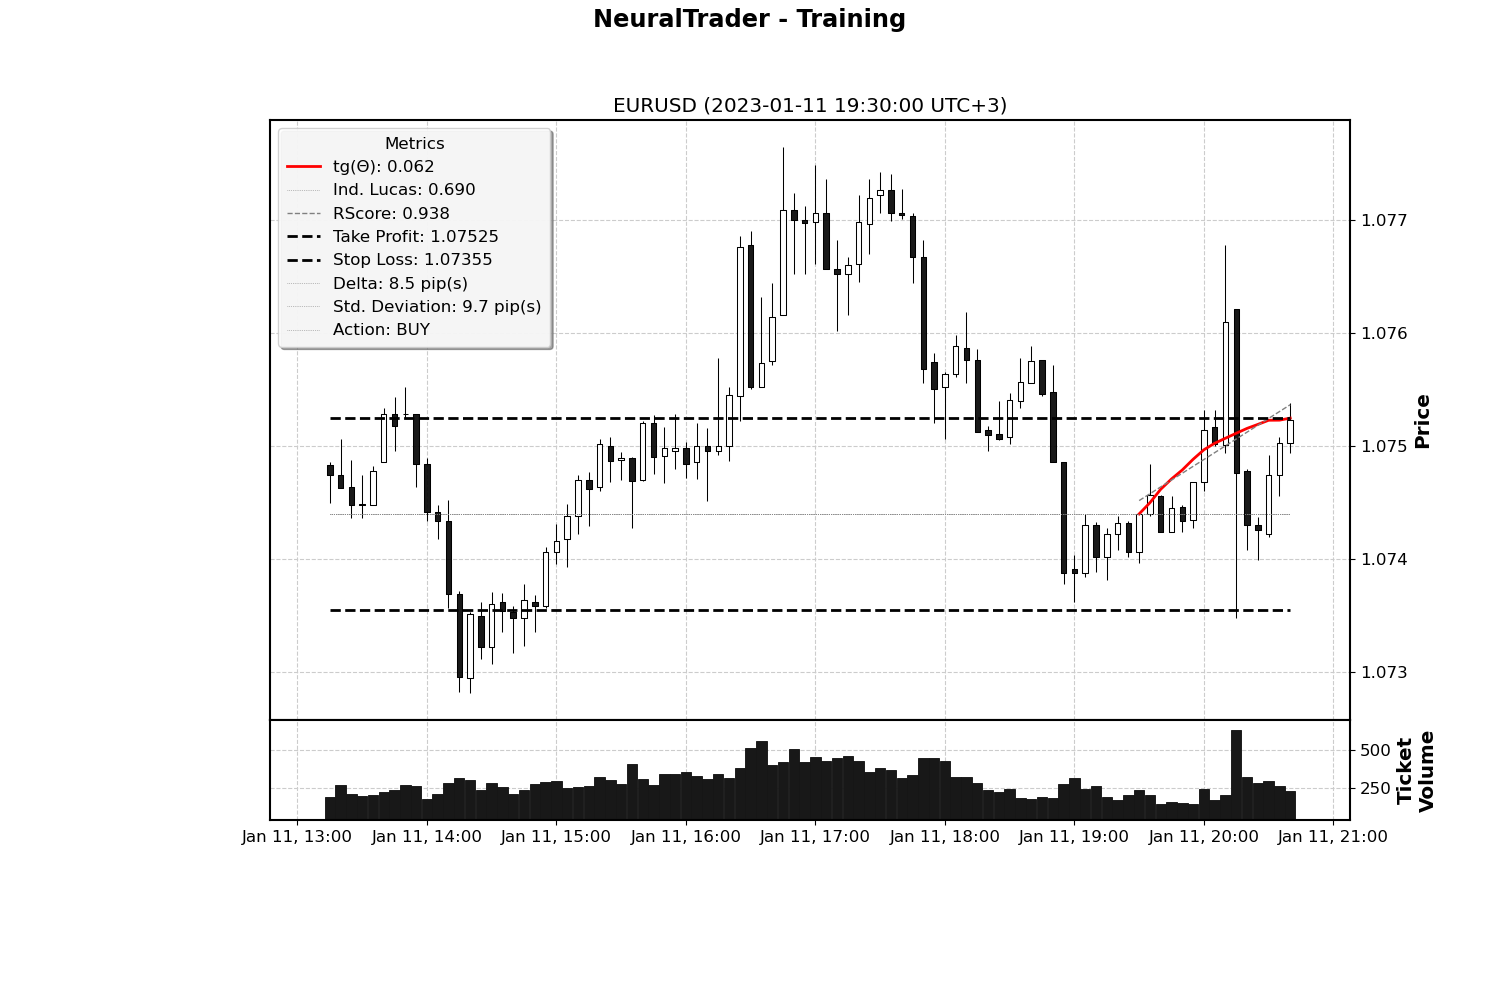 NeuralTrader - Training
EURUSD (2023-01-11 19:30:00 UTC+3)
Metrics
tg(Θ): 0.062
Ind. Lucas: 0.690
RScore: 0.938
Take Profit: 1.07525
Stop Loss: 1.07355
Delta: 8.5 pip(s)
Std. Deviation: 9.7 pip(s)
Action: BUY
1.077
1.076
1.075
1.074
1.073
Price
500
250
Ticket
Volume
Jan 11, 13:00
Jan 11, 14:00
Jan 11, 15:00
Jan 11, 16:00
Jan 11, 17:00
Jan 11, 18:00
Jan 11, 19:00
Jan 11, 20:00
Jan 11, 21:00